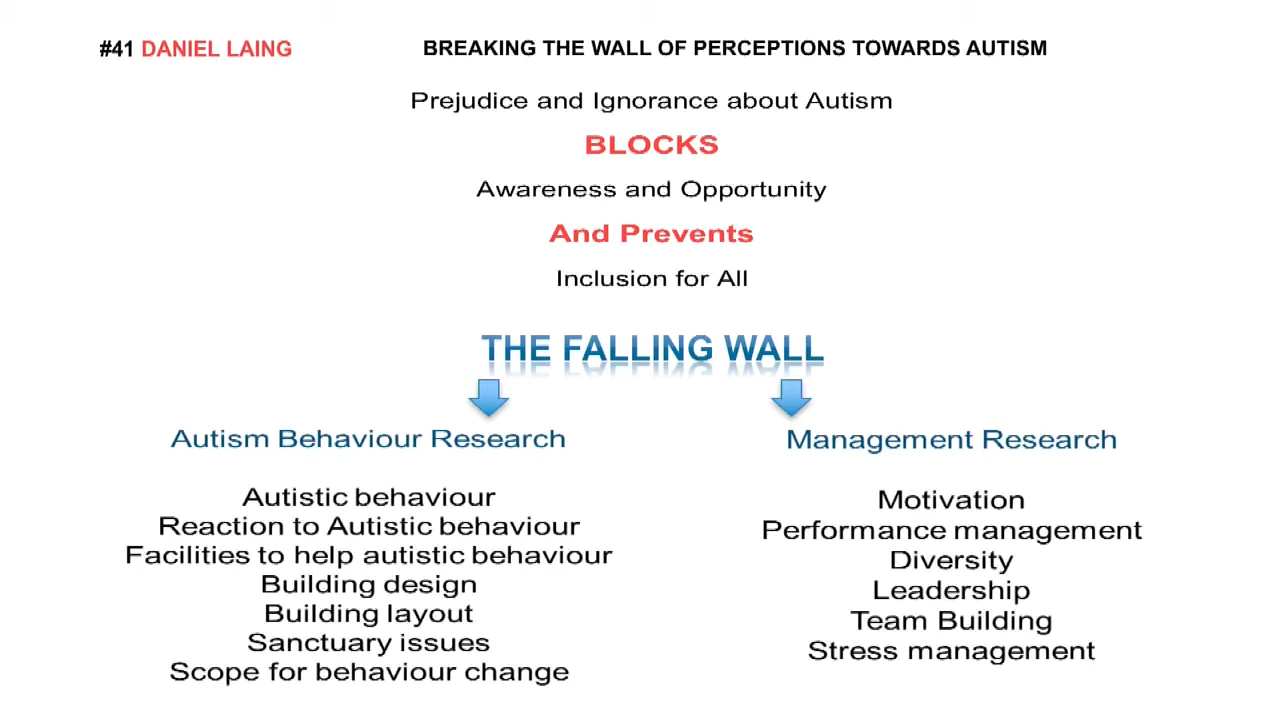 #41 DANIEL LAING
BREAKING THE WALL OF PERCEPTIONS TOWARDS AUTISM
Prejudice and Ignorance about Autism
BLOCKS
Awareness and Opportunity
And Prevents
Inclusion for All
THE FALLING WALL
Autism Behaviour Research
Autistic behaviour
Reaction to Autistic behaviour
Facilities to help autistic behaviour
Building design
Building layout
Sanctuary issues
Scope for behaviour change
Management Research
Motivation
Performance management
Diversity
Leadership
Team Building
Stress management